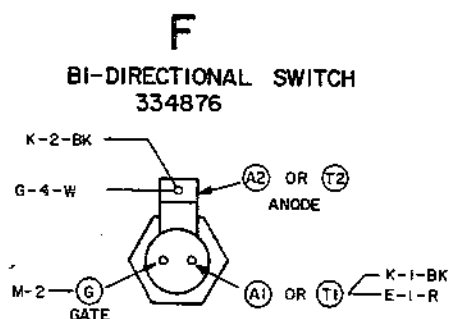 F
BI-DIRECTIONAL SWITCH
334876
K-2-BK
G-4-W
A2 OR T2
ANODE
K-1-BK
M-2 G A1 OR T1 E-1-R
GATE